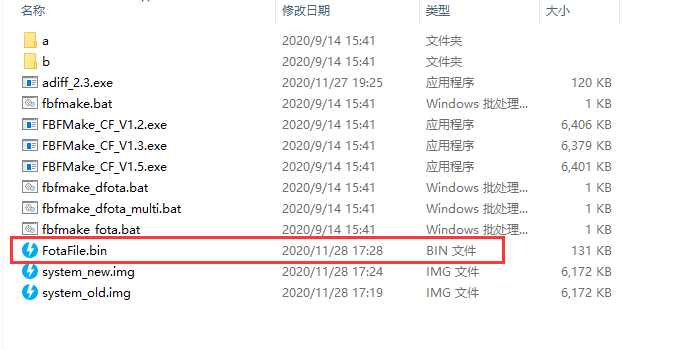 名称 修改日期 类型 大小
a 2020/9/14 15:41 文件夹
b 2020/9/14 15:41 文件夹
adiff_2.3.exe 2020/11/27 19:25 应用程序 120 KB
fbfmake.bat 2020/9/14 15:41 Windows 批处理... 1 KB
FBFMake_CF_V1.2.exe 2020/9/14 15:41 应用程序 6,406 KB
FBFMake_CF_V1.3.exe 2020/9/14 15:41 应用程序 6,379 KB
FBFMake_CF_V1.5.exe 2020/9/14 15:41 应用程序 6,401 KB
fbfmake_dfota.bat 2020/9/14 15:41 Windows 批处理... 1 KB
fbfmake_dfota_multi.bat 2020/9/14 15:41 Windows 批处理... 1 KB
fbfmake_fota.bat 2020/9/14 15:41 Windows 批处理... 1 KB
FotaFile.bin 2020/11/28 17:28 BIN 文件 131 KB
system_new.img 2020/11/28 17:24 IMG 文件 6,172 KB
system_old.img 2020/11/28 17:19 IMG 文件 6,172 KB